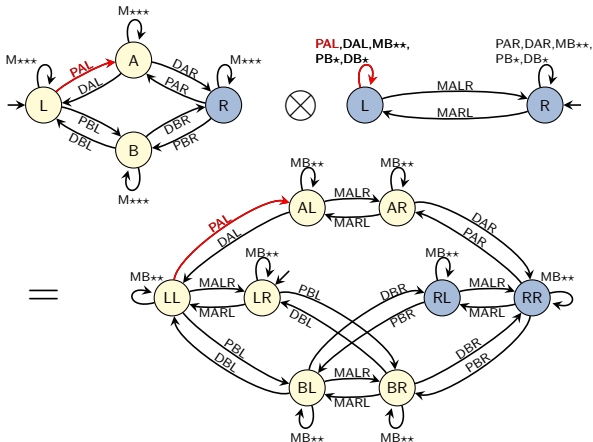 M⋆⋆⋆
PAL,DAL,MB⋆⋆,
PB⋆,DB⋆
PAR,DAR,MB⋆⋆,
PB⋆,DB⋆
M⋆⋆⋆ A M⋆⋆⋆
PAL DAR
DAL PAR
L R ⊗ L MALR R
MARL
PBL DBR
DBL PBR
B
M⋆⋆⋆
MB⋆⋆ MB⋆⋆
AL MALR AR
MARL
PAL DAR
DAL PAR
MB⋆⋆ MB⋆⋆ MB⋆⋆ MB⋆⋆
= LL MALR LR PBL DBR RL MALR RR
MARL DBL PBR MARL
PBL DBR
DBL PBR
BL MALR BR
MARL
MB⋆⋆ MB⋆⋆